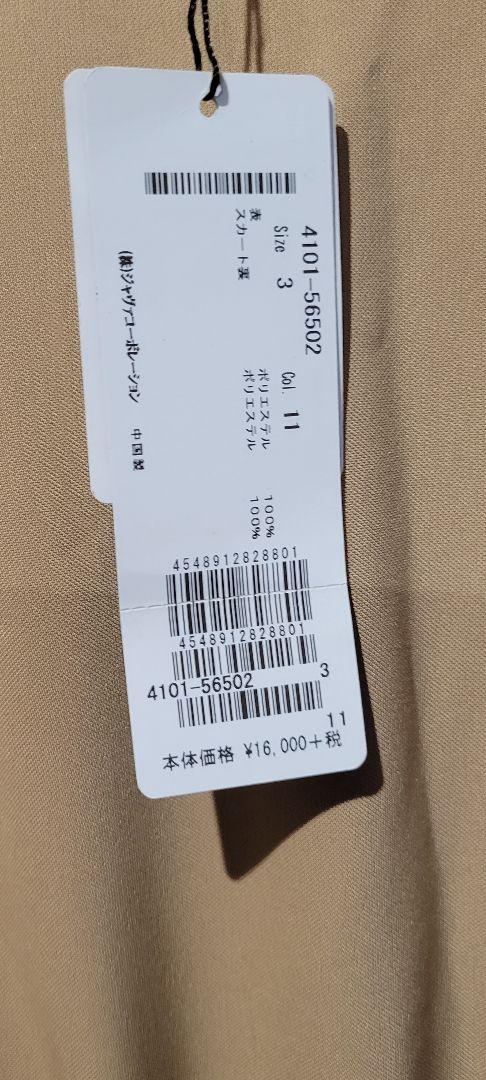 4101-56502
Size 3 Col. 11
表 ポリエステル 100%
スカート裏 ポリエステル 100%
(株)ジャヴァコーポレーション 中国製
4548912828801
4548912828801
4101-56502 3
11
本体価格 ¥16,000+税